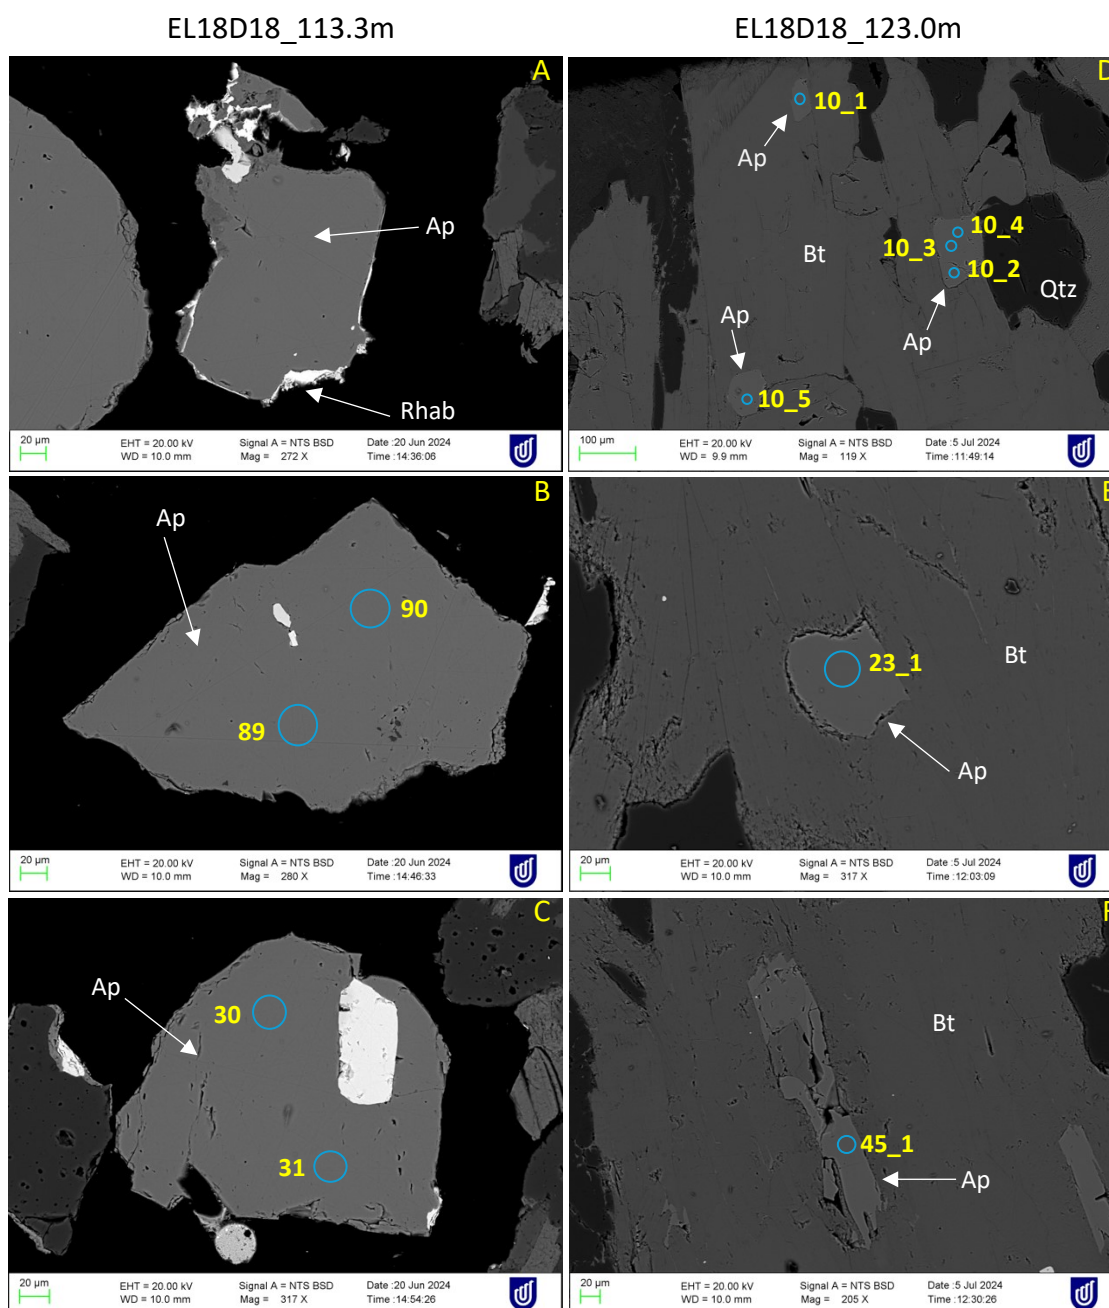 EL18D18_113.3m
EL18D18_123.0m
A
Ap
Rhab
20 µm
EHT = 20.00 kV
WD = 10.0 mm
Signal A = NTS BSD
Mag = 272 X
Date :20 Jun 2024
Time :14:36:06
D
10_1
Ap
10_4
10_3
10_2
Bt
Qtz
Ap
Ap
10_5
100 µm
EHT = 20.00 kV
WD = 9.9 mm
Signal A = NTS BSD
Mag = 119 X
Date :5 Jul 2024
Time :11:49:14
B
Ap
90
89
20 µm
EHT = 20.00 kV
WD = 10.0 mm
Signal A = NTS BSD
Mag = 280 X
Date :20 Jun 2024
Time :14:46:33
E
23_1
Bt
Ap
20 µm
EHT = 20.00 kV
WD = 10.0 mm
Signal A = NTS BSD
Mag = 317 X
Date :5 Jul 2024
Time :12:03:09
C
Ap
30
31
20 µm
EHT = 20.00 kV
WD = 10.0 mm
Signal A = NTS BSD
Mag = 317 X
Date :20 Jun 2024
Time :14:54:26
F
Bt
45_1
Ap
20 µm
EHT = 20.00 kV
WD = 10.0 mm
Signal A = NTS BSD
Mag = 205 X
Date :5 Jul 2024
Time :12:30:26